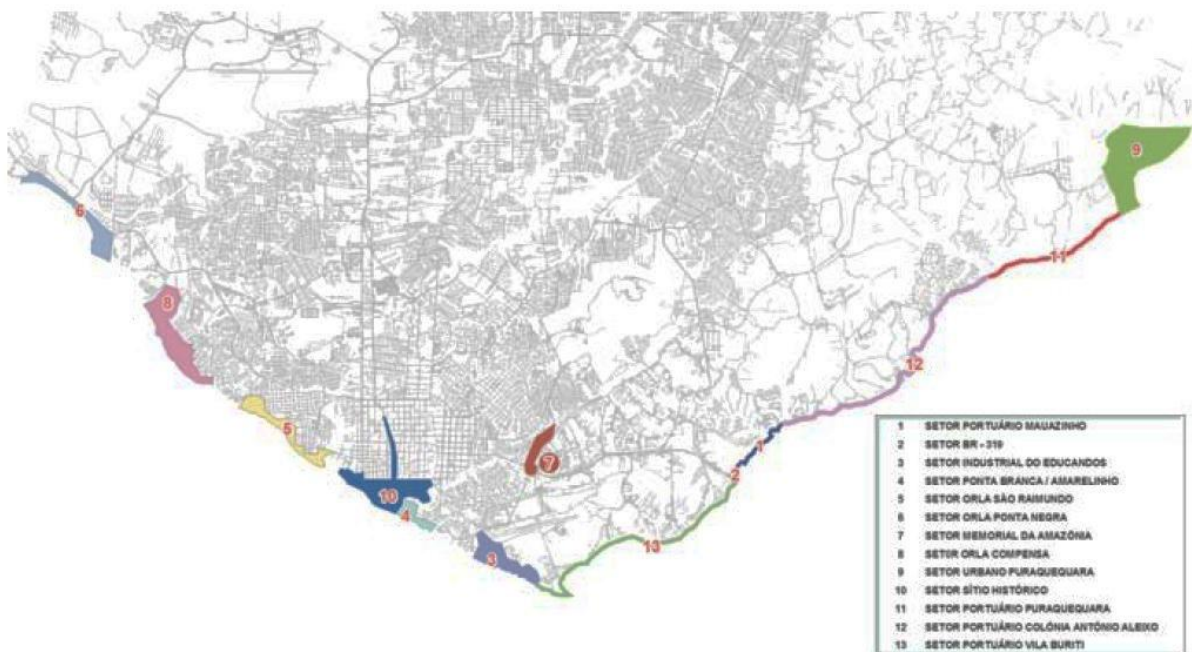 9
6
11
8
12
5
1
7
2
10
4
13
3
1 SETOR PORTUÁRIO MAUAZINHO
2 SETOR BR - 319
3 SETOR INDUSTRIAL DO EDUCANDOS
4 SETOR PONTA BRANCA / AMARELINHO
5 SETOR ORLA SÃO RAIMUNDO
6 SETOR ORLA PONTA NEGRA
7 SETOR MEMORIAL DA AMAZÔNIA
8 SETIR ORLA COMPENSA
9 SETOR URBANO PURAQUEQUARA
10 SETOR SÍTIO HISTÓRICO
11 SETOR PORTUÁRIO PURAQUEQUARA
12 SETOR PORTUÁRIO COLÓNIA ANTÓNIO ALEIXO
13 SETOR PORTUÁRIO VILA BURITI